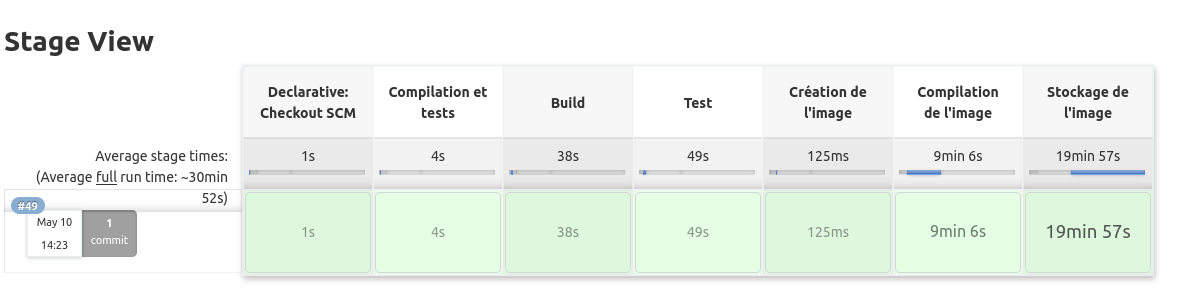 Stage View
Declarative: Checkout SCM
Compilation et tests
Build
Test
Création de l'image
Compilation de l'image
Stockage de l'image
Average stage times:
(Average full run time: ~30min
52s)
1s
4s
38s
49s
125ms
9min 6s
19min 57s
#49
May 10
14:23
1
commit
1s
4s
38s
49s
125ms
9min 6s
19min 57s